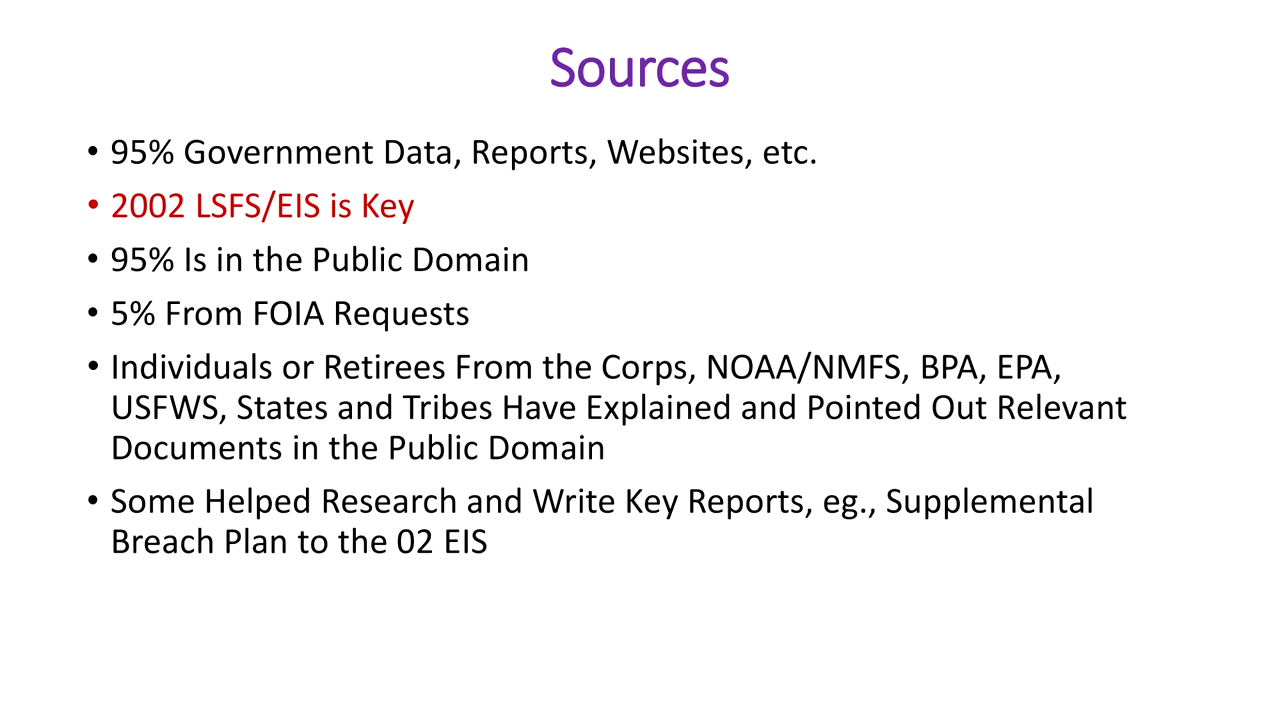 Sources
• 95% Government Data, Reports, Websites, etc.
• 2002 LSFS/EIS is Key
• 95% Is in the Public Domain
• 5% From FOIA Requests
• Individuals or Retirees From the Corps, NOAA/NMFS, BPA, EPA,
USFWS, States and Tribes Have Explained and Pointed Out Relevant
Documents in the Public Domain
• Some Helped Research and Write Key Reports, eg., Supplemental
Breach Plan to the 02 EIS